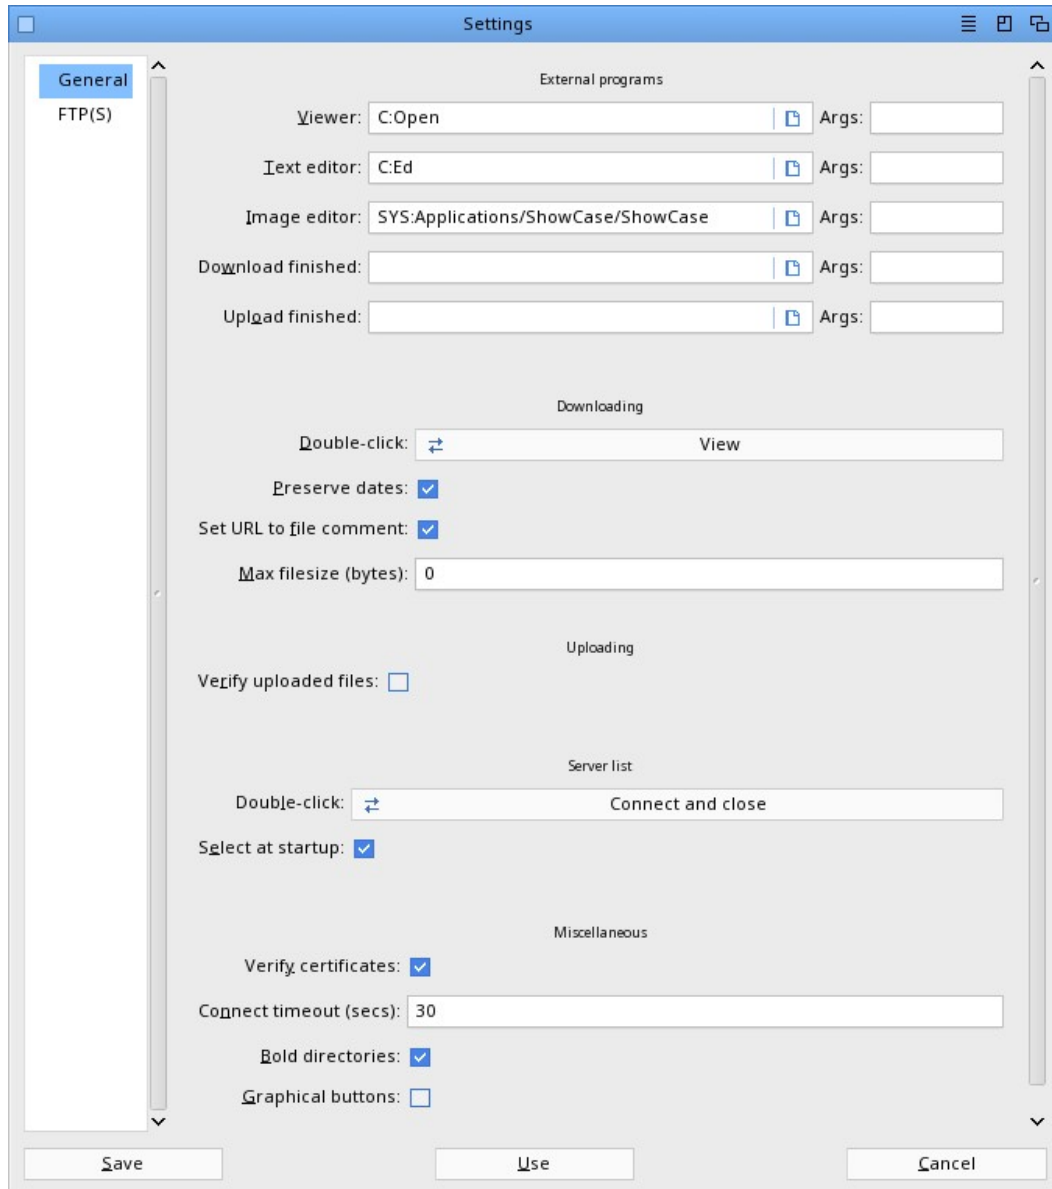 Settings
General
FTP(S)
External programs
Viewer: C:Open Args:
Text editor: C:Ed Args:
Image editor: SYS:Applications/ShowCase/ShowCase Args:
Download finished: Args:
Upload finished: Args:
Downloading
Double-click: View
Preserve dates:
Set URL to file comment:
Max filesize (bytes): 0
Uploading
Verify uploaded files:
Server list
Double-click: Connect and close
Select at startup:
Miscellaneous
Verify certificates:
Connect timeout (secs): 30
Bold directories:
Graphical buttons:
Save Use Cancel